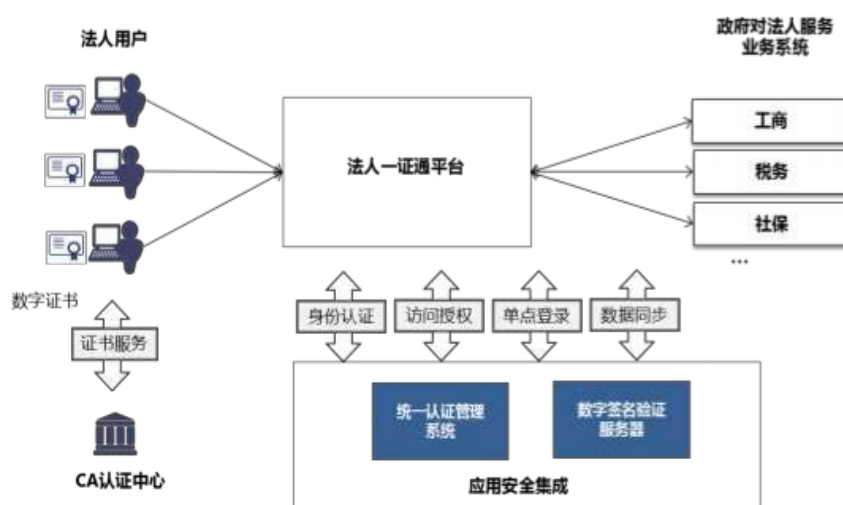 法人用户
政府对法人服务
业务系统
法人一证通平台
工商
税务
社保
...
数字证书
证书服务
身份认证
访问授权
单点登录
数据同步
统一认证管理
系统
数字签名验证
服务器
CA认证中心
应用安全集成